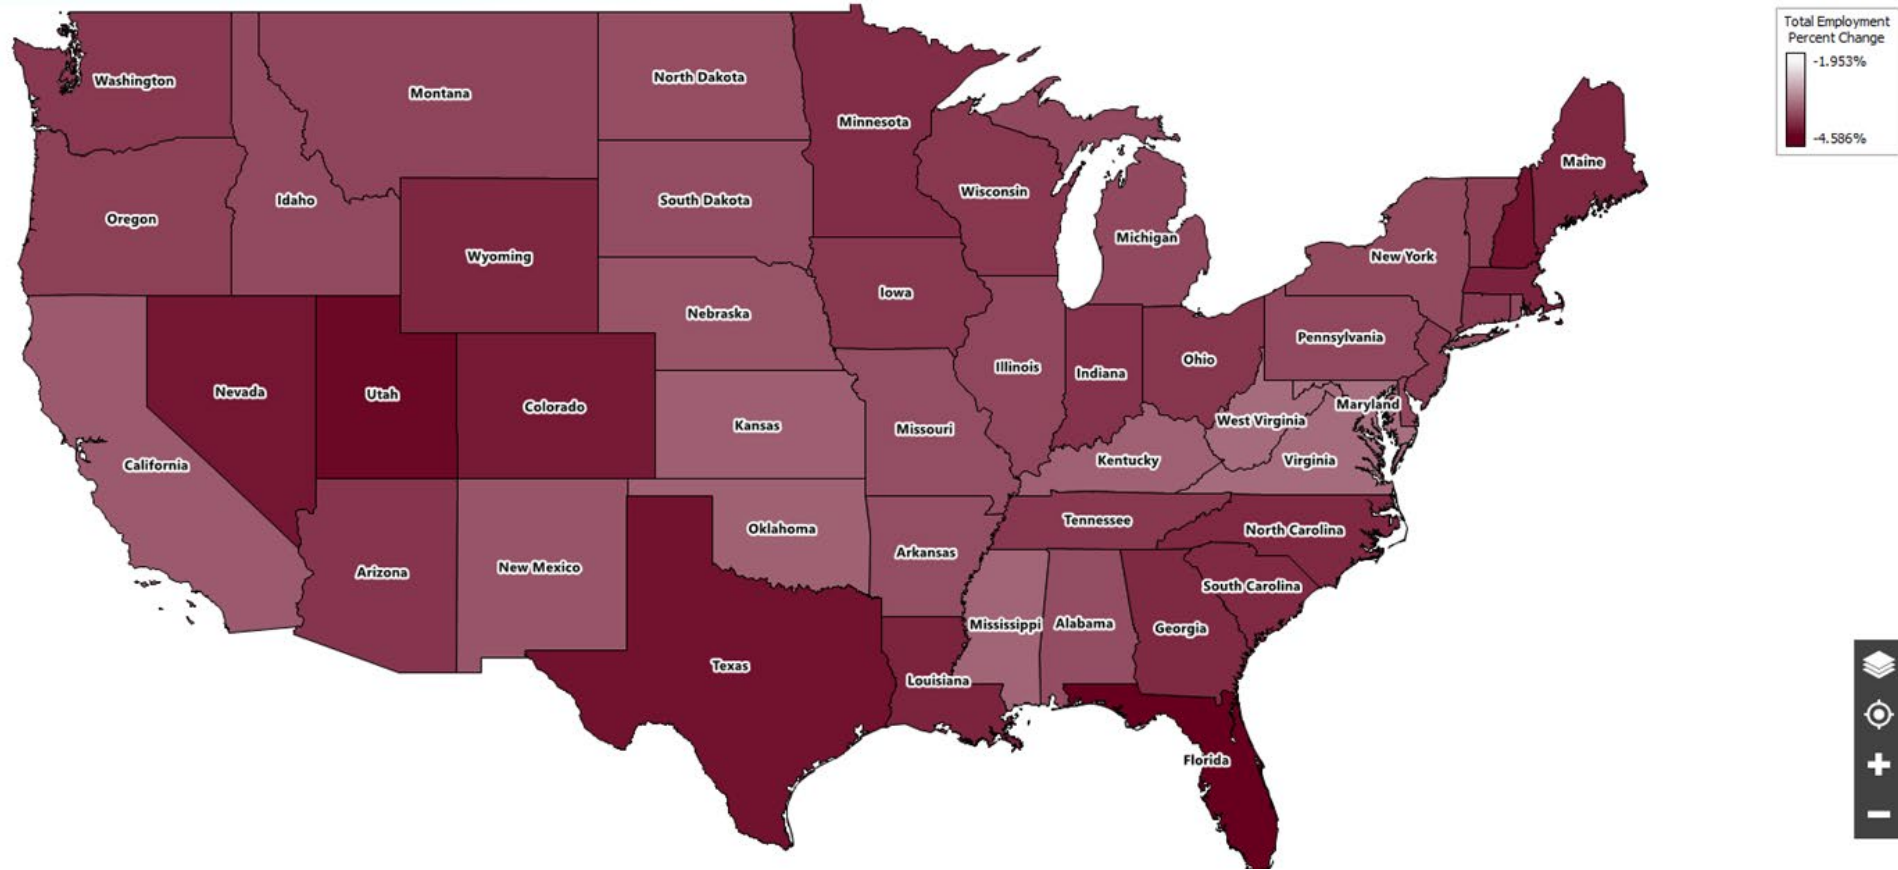 Total Employment
Percent Change
-1.953%
-4.586%
Washington
Montana
North Dakota
Minnesota
Maine
Oregon
Idaho
South Dakota
Wisconsin
Wyoming
Michigan
New York
Iowa
Nebraska
Pennsylvania
Nevada
Utah
Colorado
Illinois
Indiana
Ohio
Kansas
Missouri
West Virginia
Maryland
California
Kentucky
Virginia
Oklahoma
Tennessee
North Carolina
Arizona
New Mexico
Arkansas
South Carolina
Mississippi
Alabama
Georgia
Texas
Louisiana
Florida